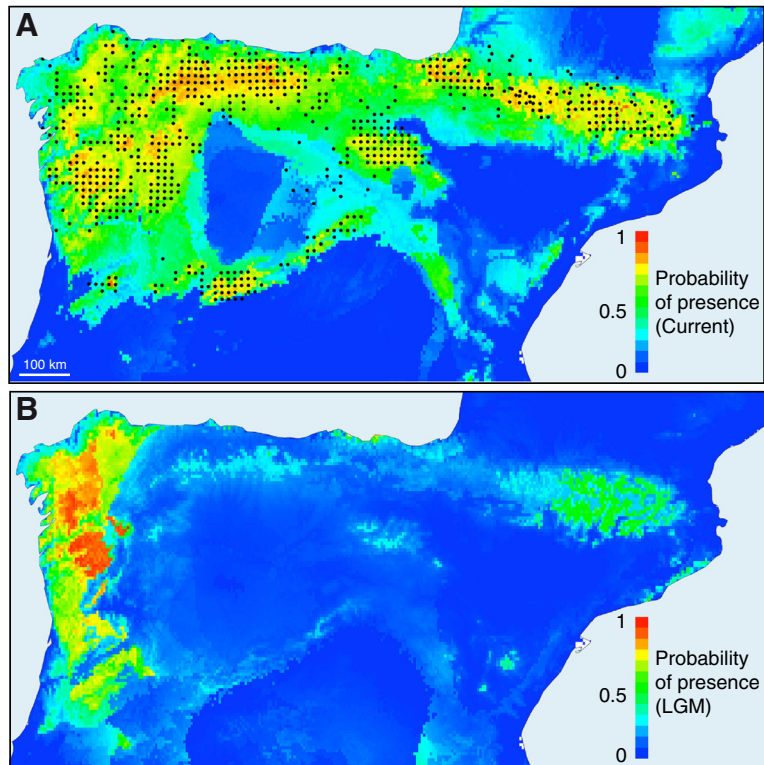 A
1
Probability
0.5
of presence
(Current)
0
100 km
B
1
Probability
0.5
of presence
(LGM)
0